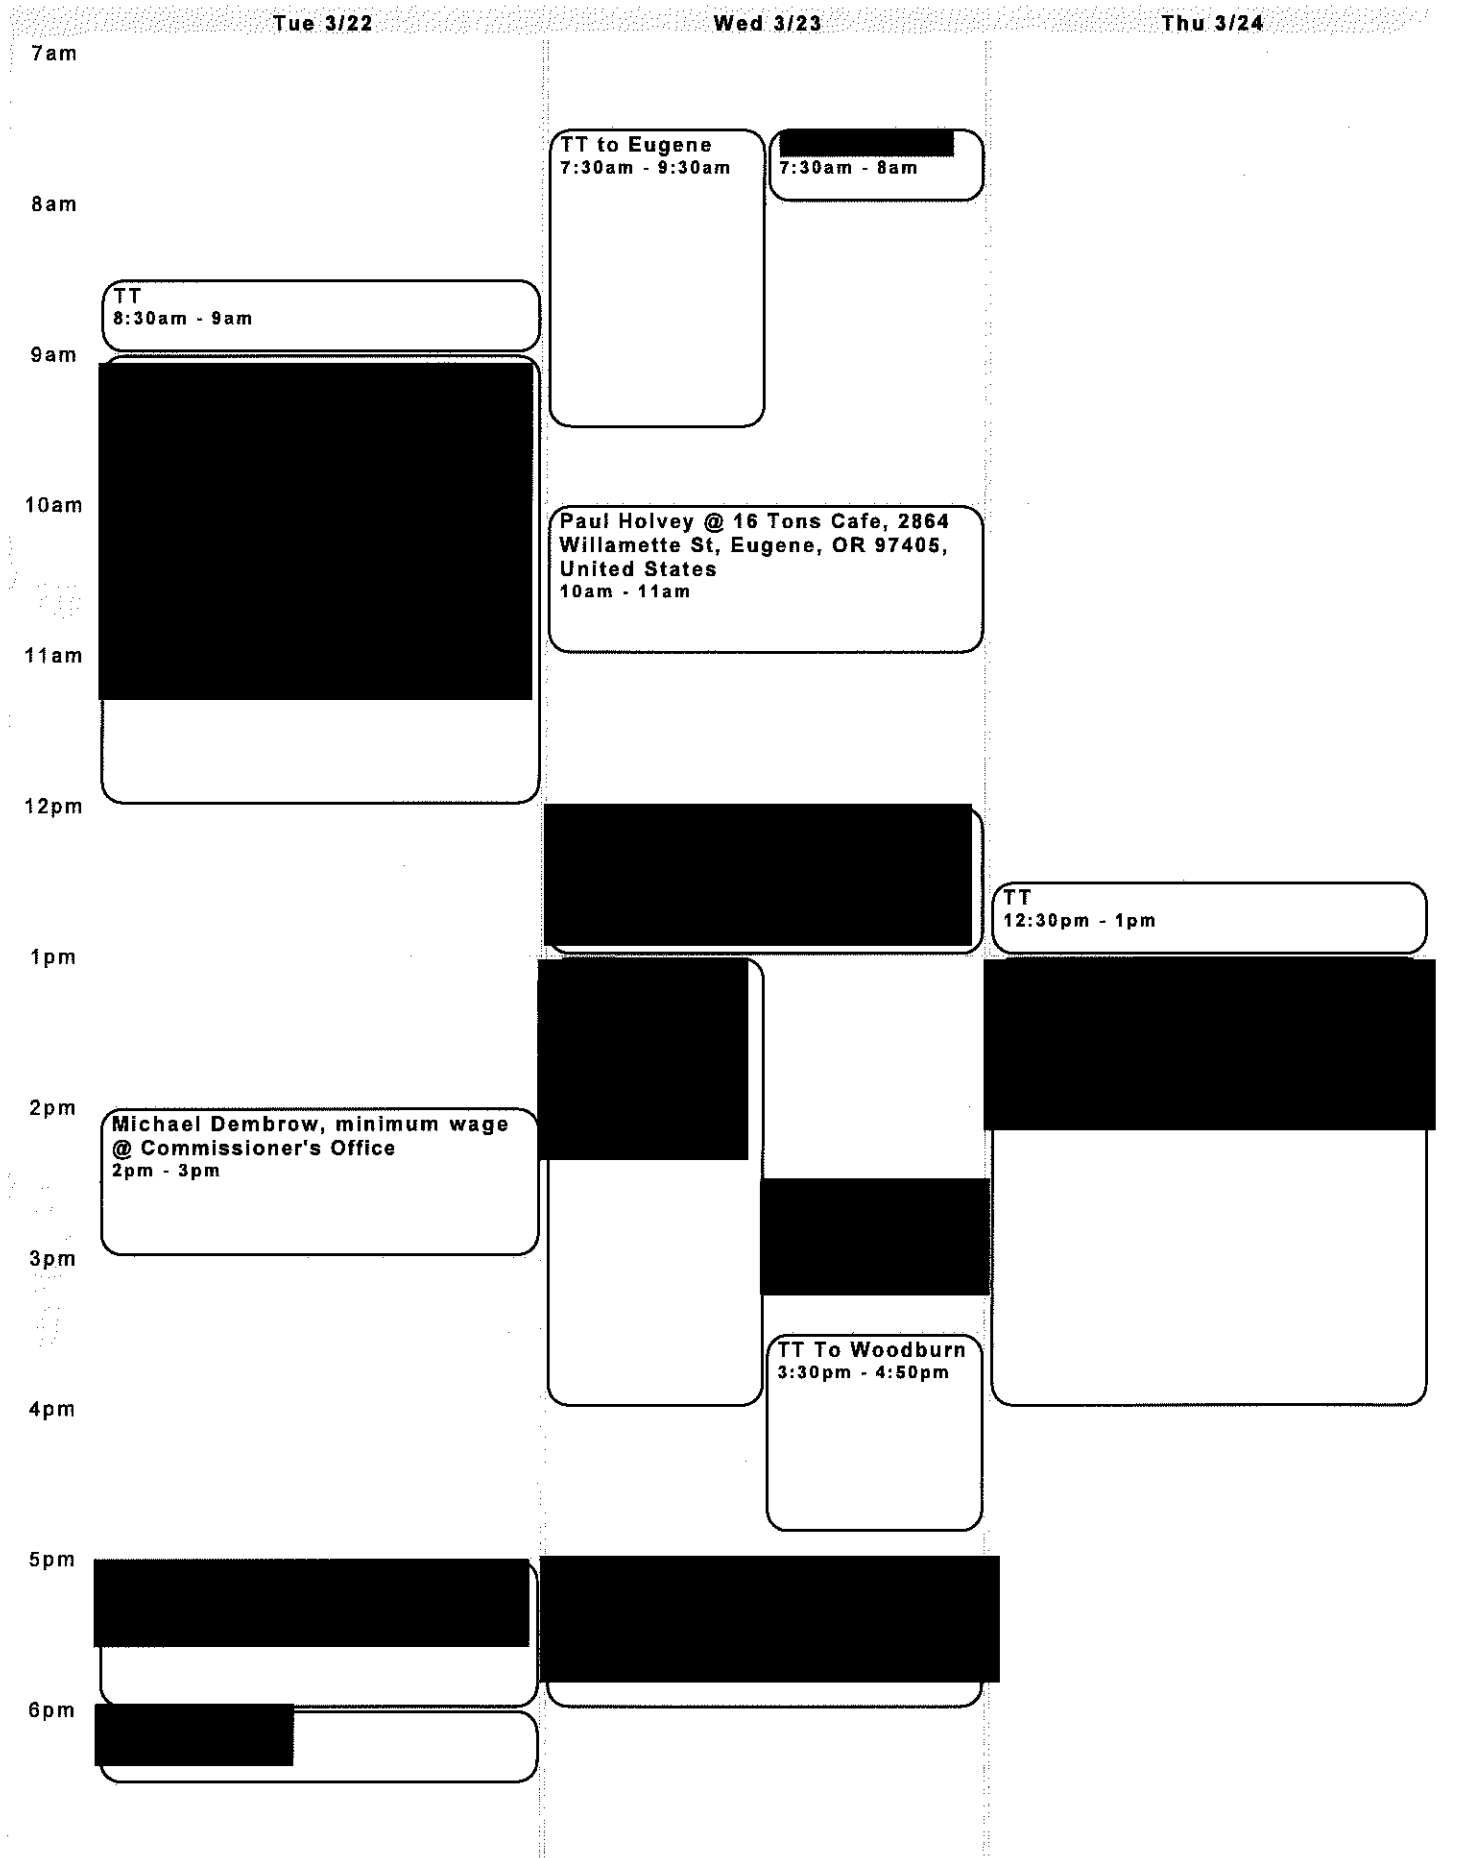 Tue 3/22
Wed 3/23
Thu 3/24
7am
8am
9am
10am
11am
12pm
1pm
2pm
3pm
4pm
5pm
6pm
TT
8:30am - 9am
Michael Dembrow, minimum wage
@ Commissioner's Office
2pm - 3pm
TT to Eugene
7:30am - 9:30am
7:30am - 8am
Paul Holvey @ 16 Tons Cafe, 2864
Willamette St, Eugene, OR 97405,
United States
10am - 11am
TT To Woodburn
3:30pm - 4:50pm
TT
12:30pm - 1pm